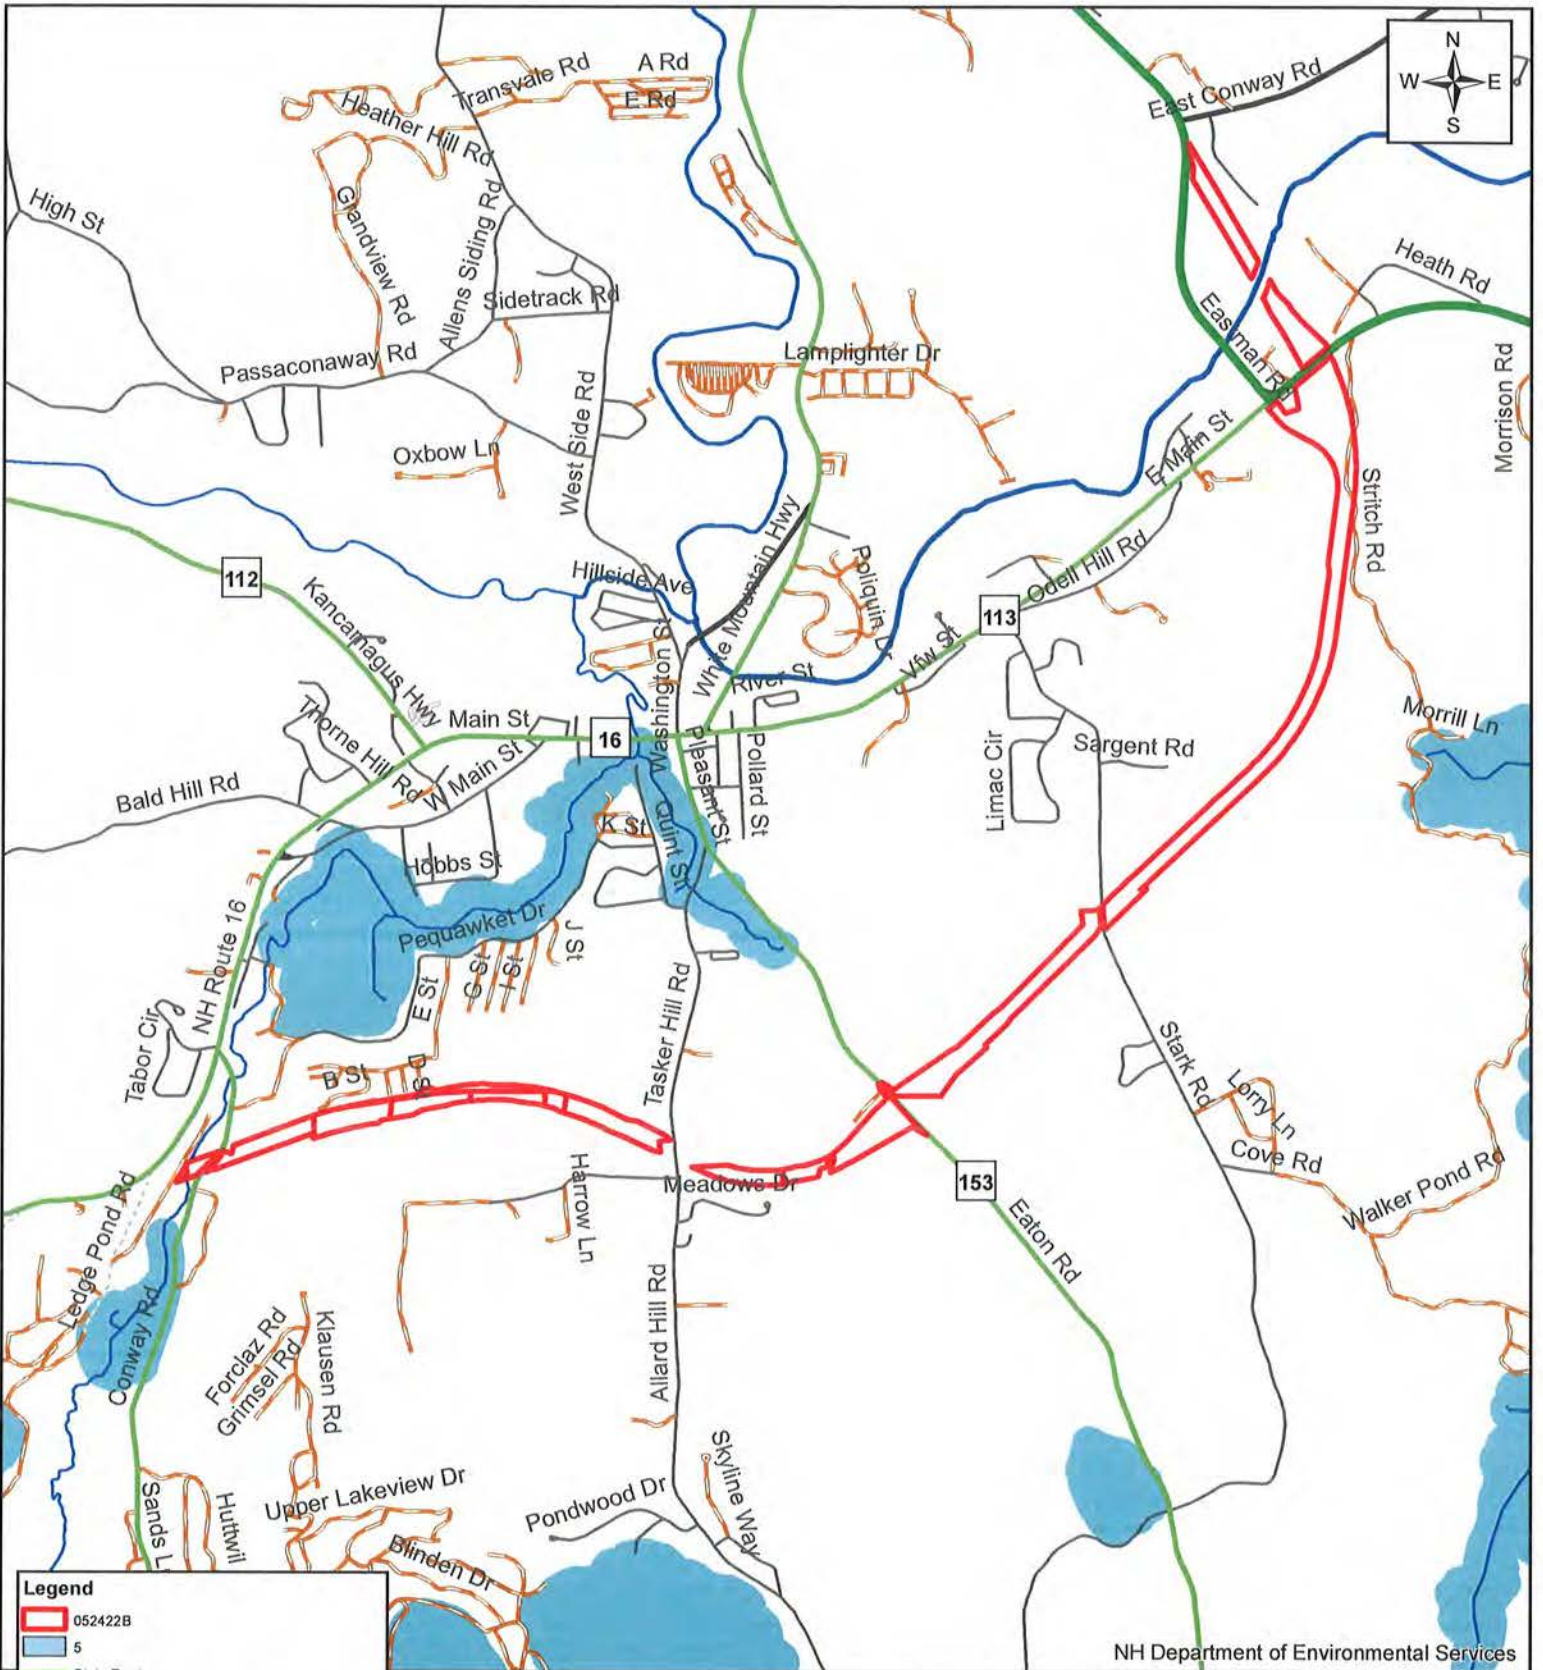 N
W E
S
A Rd
Transvale Rd
E Rd
Heather Hill Rd
East Conway Rd
High St
Grandview Rd
Allens Siding Rd
Heath Rd
Sidetrack Rd
Eastman Rd
Lamplighter Dr
Passaconaway Rd
Morrison Rd
West Side Rd
Oxbow Ln
E Main St
Stritch Rd
White Mountain Hwy
112
Hillside Ave
Poliquin Dr
Odell Hill Rd
Kancamagus Hwy
113
Washington St
Vfw St
River St
Thorne Hill Rd
Main St
16
Morrill Ln
W Main St
Pleasant St
Pollard St
Limac Cir
Sargent Rd
Bald Hill Rd
K St
Quint St
Hobbs St
NH Route 16
Pequawket Dr
J St
G St
I St
E St
Tabor Cir
Tasker Hill Rd
Stark Rd
B St
D St
Lorry Ln
Cove Rd
Harrow Ln
Meadows Dr
153
Walker Pond Rd
Ledge Pond Rd
Eaton Rd
Conway Rd
Allard Hill Rd
Forclaz Rd
Grimsel Rd
Klausen Rd
Skyline Way
Upper Lakeview Dr
Pondwood Dr
Huttwil
Blinden Dr
Legend
052422B
5
NH Department of Environmental Services